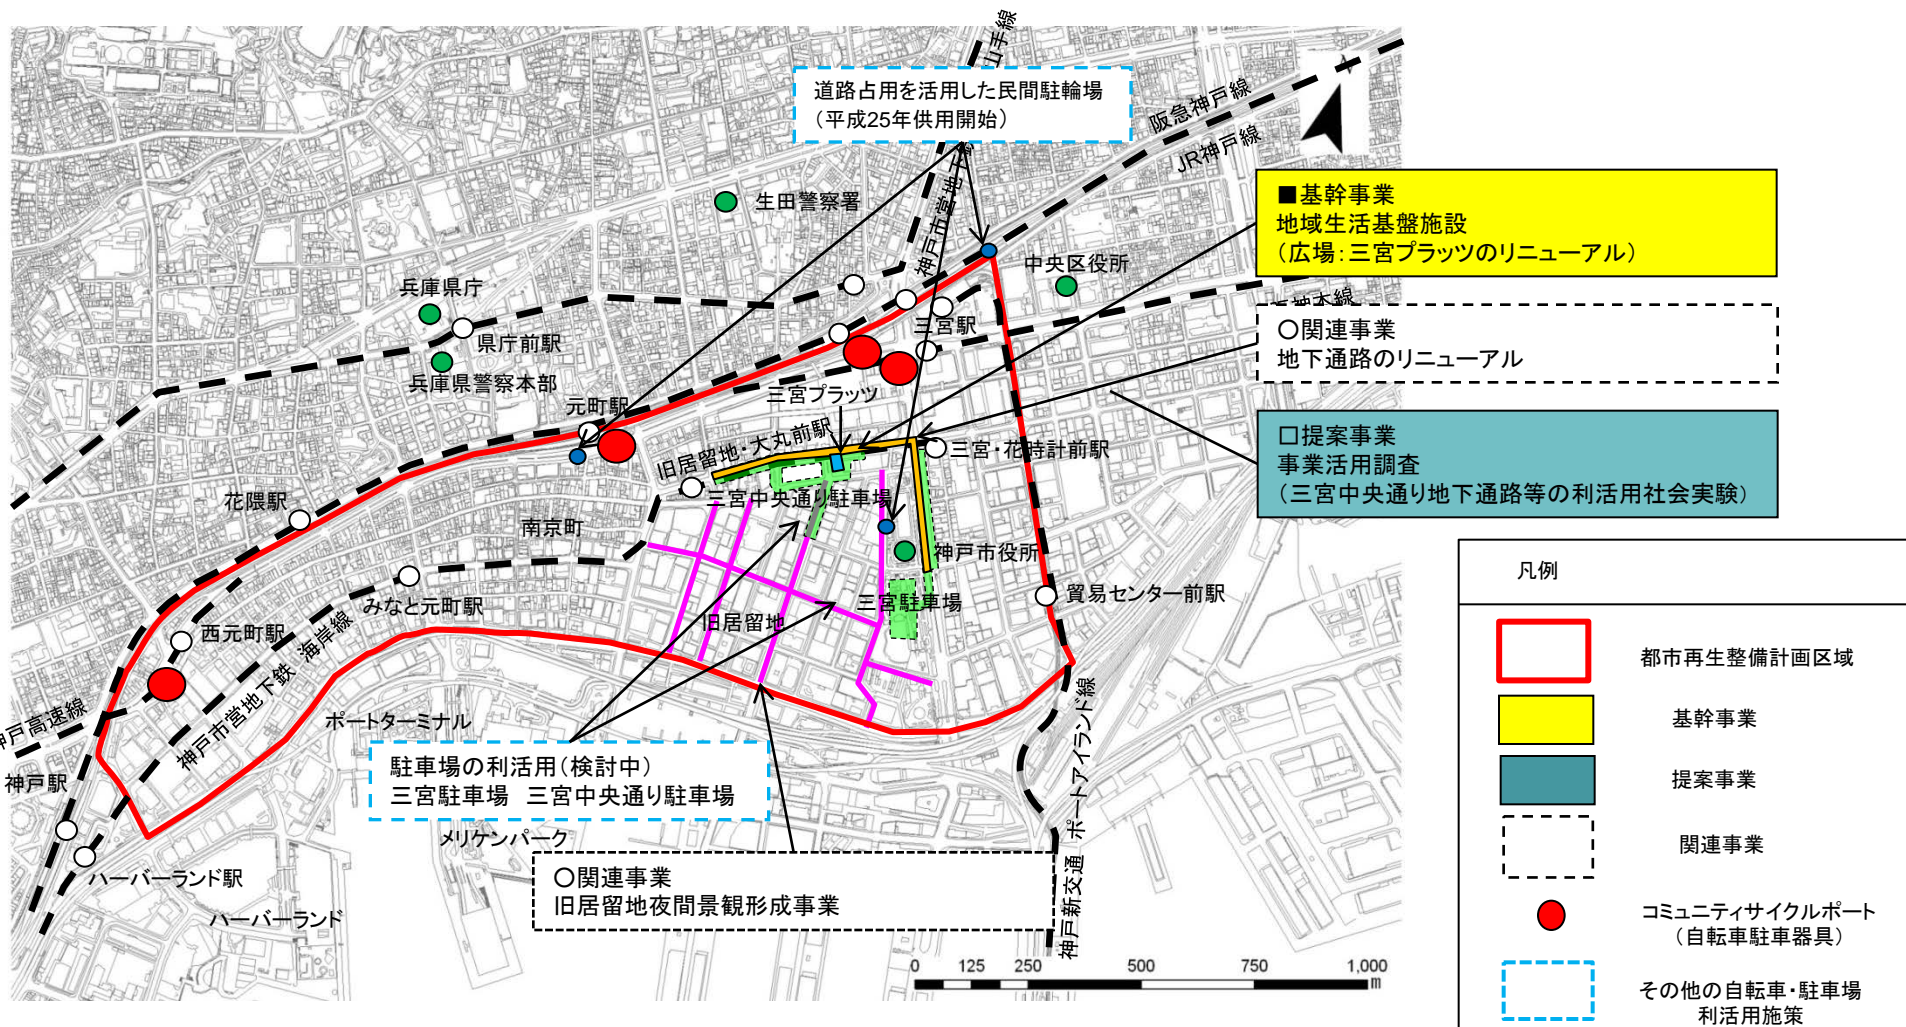 山手線
道路占用を活用した民間駐輪場
（平成25年供用開始）
阪急神戸線
JR神戸線
神戸市営地下鉄
生田警察署
■基幹事業
地域生活基盤施設
（広場：三宮プラッツのリニューアル）
中央区役所
兵庫県庁
県庁前駅
兵庫県警察本部
三宮駅
○関連事業
地下通路のリニューアル
三宮プラッツ
元町駅
旧居留地・大丸前駅
三宮・花時計前駅
□提案事業
事業活用調査
（三宮中央通り地下通路等の利活用社会実験）
三宮中央通り駐車場
花隈駅
南京町
神戸市役所
みなと元町駅
三宮駐車場
貿易センター前駅
旧居留地
西元町駅
神戸市営地下鉄 海岸線
神戸高速線
神戸駅
ポートターミナル
駐車場の利活用（検討中）
三宮駐車場　三宮中央通り駐車場
メリケンパーク
ハーバーランド駅
ハーバーランド
○関連事業
旧居留地夜間景観形成事業
神戸新交通 ポートアイランド線
0 125 250 500 750 1,000
m
凡例
都市再生整備計画区域
基幹事業
提案事業
関連事業
コミュニティサイクルポート
（自転車駐車器具）
その他の自転車・駐車場
利活用施策